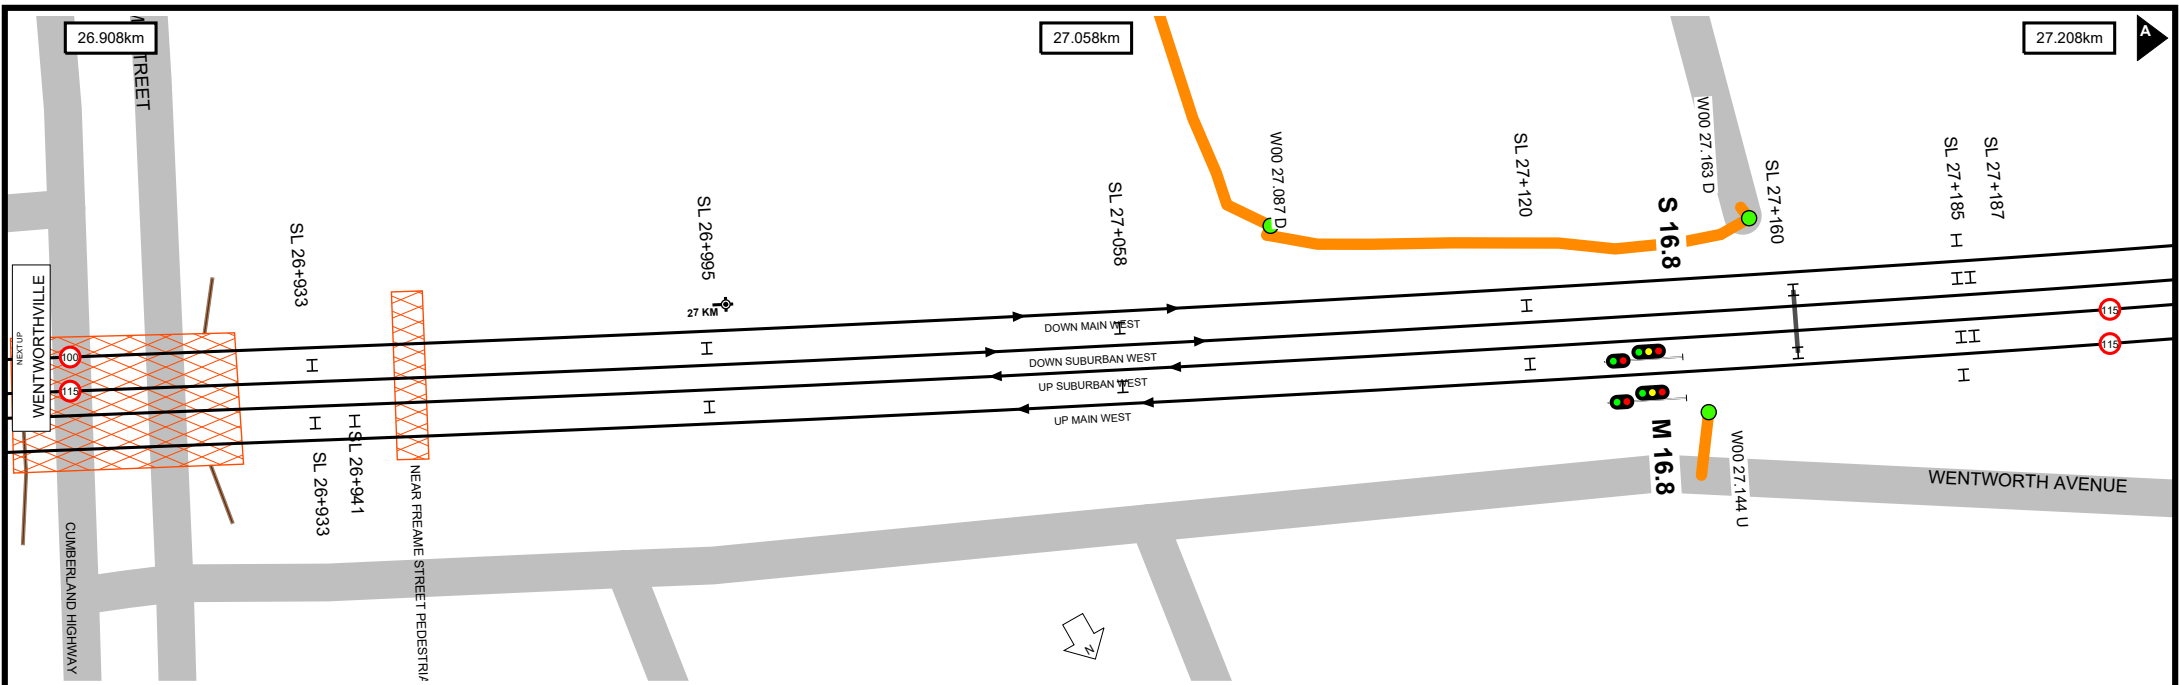 26.908km
27.058km
27.208km
A
TREET
SL 26+933
SL 26+995
SL 27+058
W00 27.087 D
SL 27+120
S 16.8
W00 27.163 D
SL 27+160
SL 27+185
SL 27+187
NEXT UP
WENTWORTHVILLE
100
115
27 KM
DOWN MAIN WEST
DOWN SUBURBAN WEST
UP SUBURBAN WEST
UP MAIN WEST
115
115
SL 26+933
SL 26+941
M 16.8
W00 27.144 U
WENTWORTH AVENUE
CUMBERLAND HIGHWAY
NEAR FREAME STREET PEDESTRIA
N